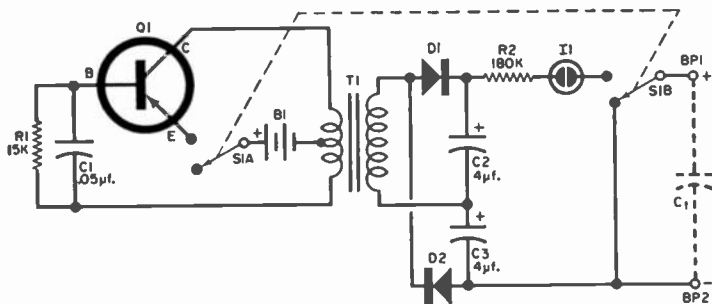 Q1
C
B
E
R1
15K
C1
.05µf.
S1A
+
B1
T1
D1
R2
180K
I1
S1B
BP1
+
+
C2
4µf.
+
C3
4µf.
D2
C†
BP2
-